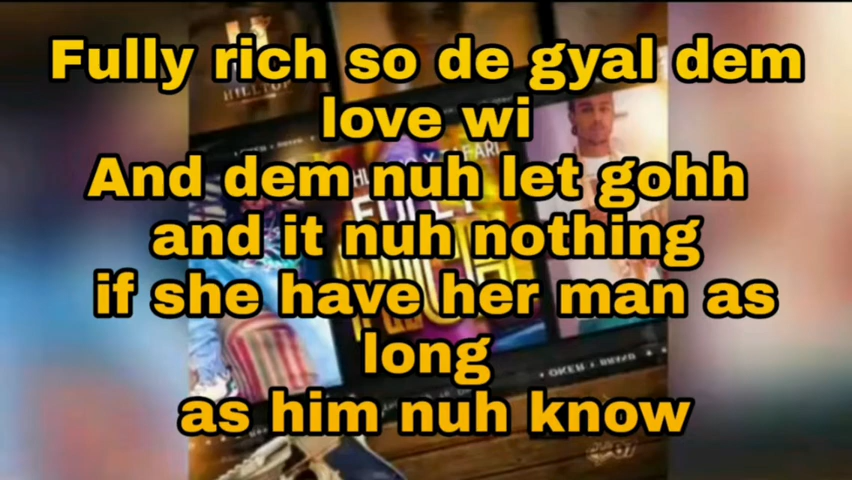 Fully rich so de gyal dem
love wi
And dem nuh let gohh
and it nuh nothing
if she have her man as
long
as him nuh know
HILLTOP